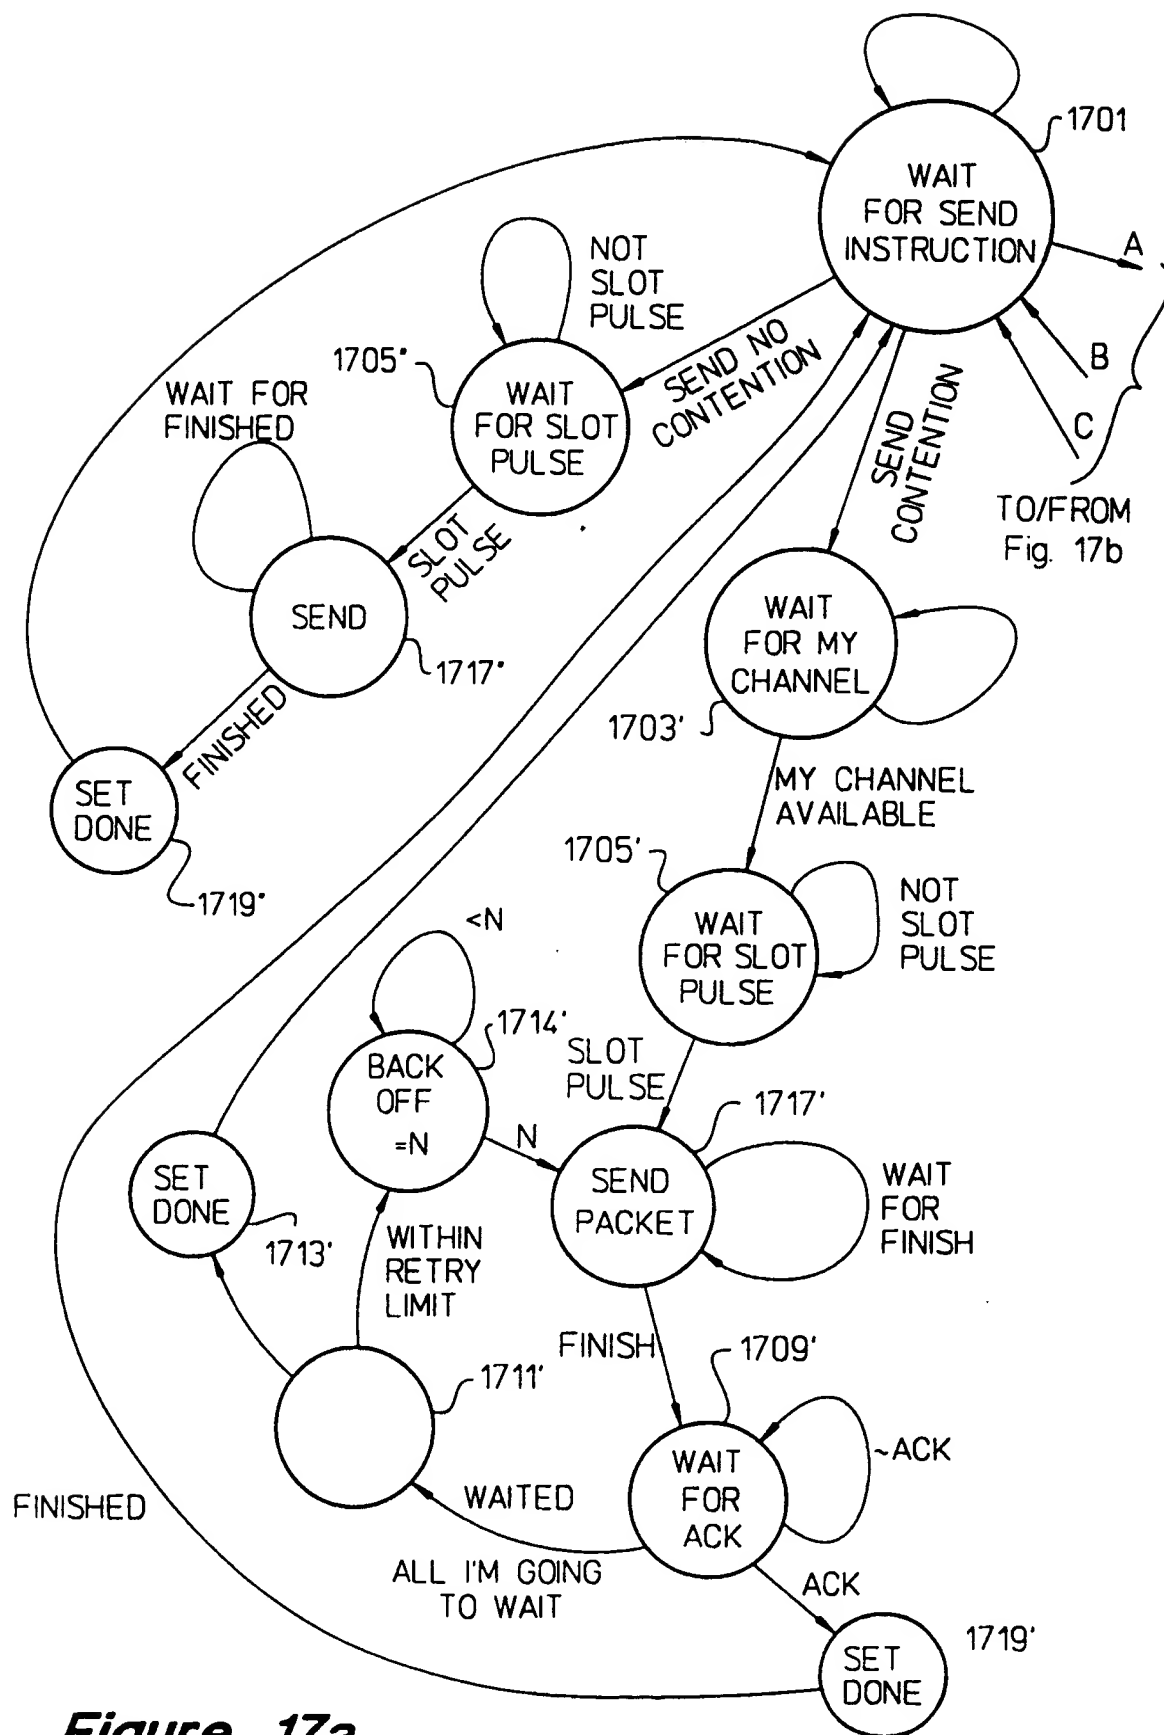 1701
WAIT
FOR SEND
INSTRUCTION
A
B
C
TO/FROM
Fig. 17b
NOT
SLOT
PULSE
SEND NO
CONTENTION
SEND
CONTENTION
1705"
WAIT
FOR SLOT
PULSE
WAIT FOR
FINISHED
SLOT
PULSE
SEND
1717"
FINISHED
SET
DONE
1719"
WAIT
FOR MY
CHANNEL
1703'
MY CHANNEL
AVAILABLE
1705'
WAIT
FOR SLOT
PULSE
NOT
SLOT
PULSE
<N
1714'
BACK
OFF
=N
SLOT
PULSE
N
1717'
SEND
PACKET
WAIT
FOR
FINISH
SET
DONE
1713'
WITHIN
RETRY
LIMIT
FINISH
1711'
1709'
WAIT
FOR
ACK
~ACK
WAITED
ALL I'M GOING
TO WAIT
FINISHED
ACK
SET
DONE
1719'
Figure 17a